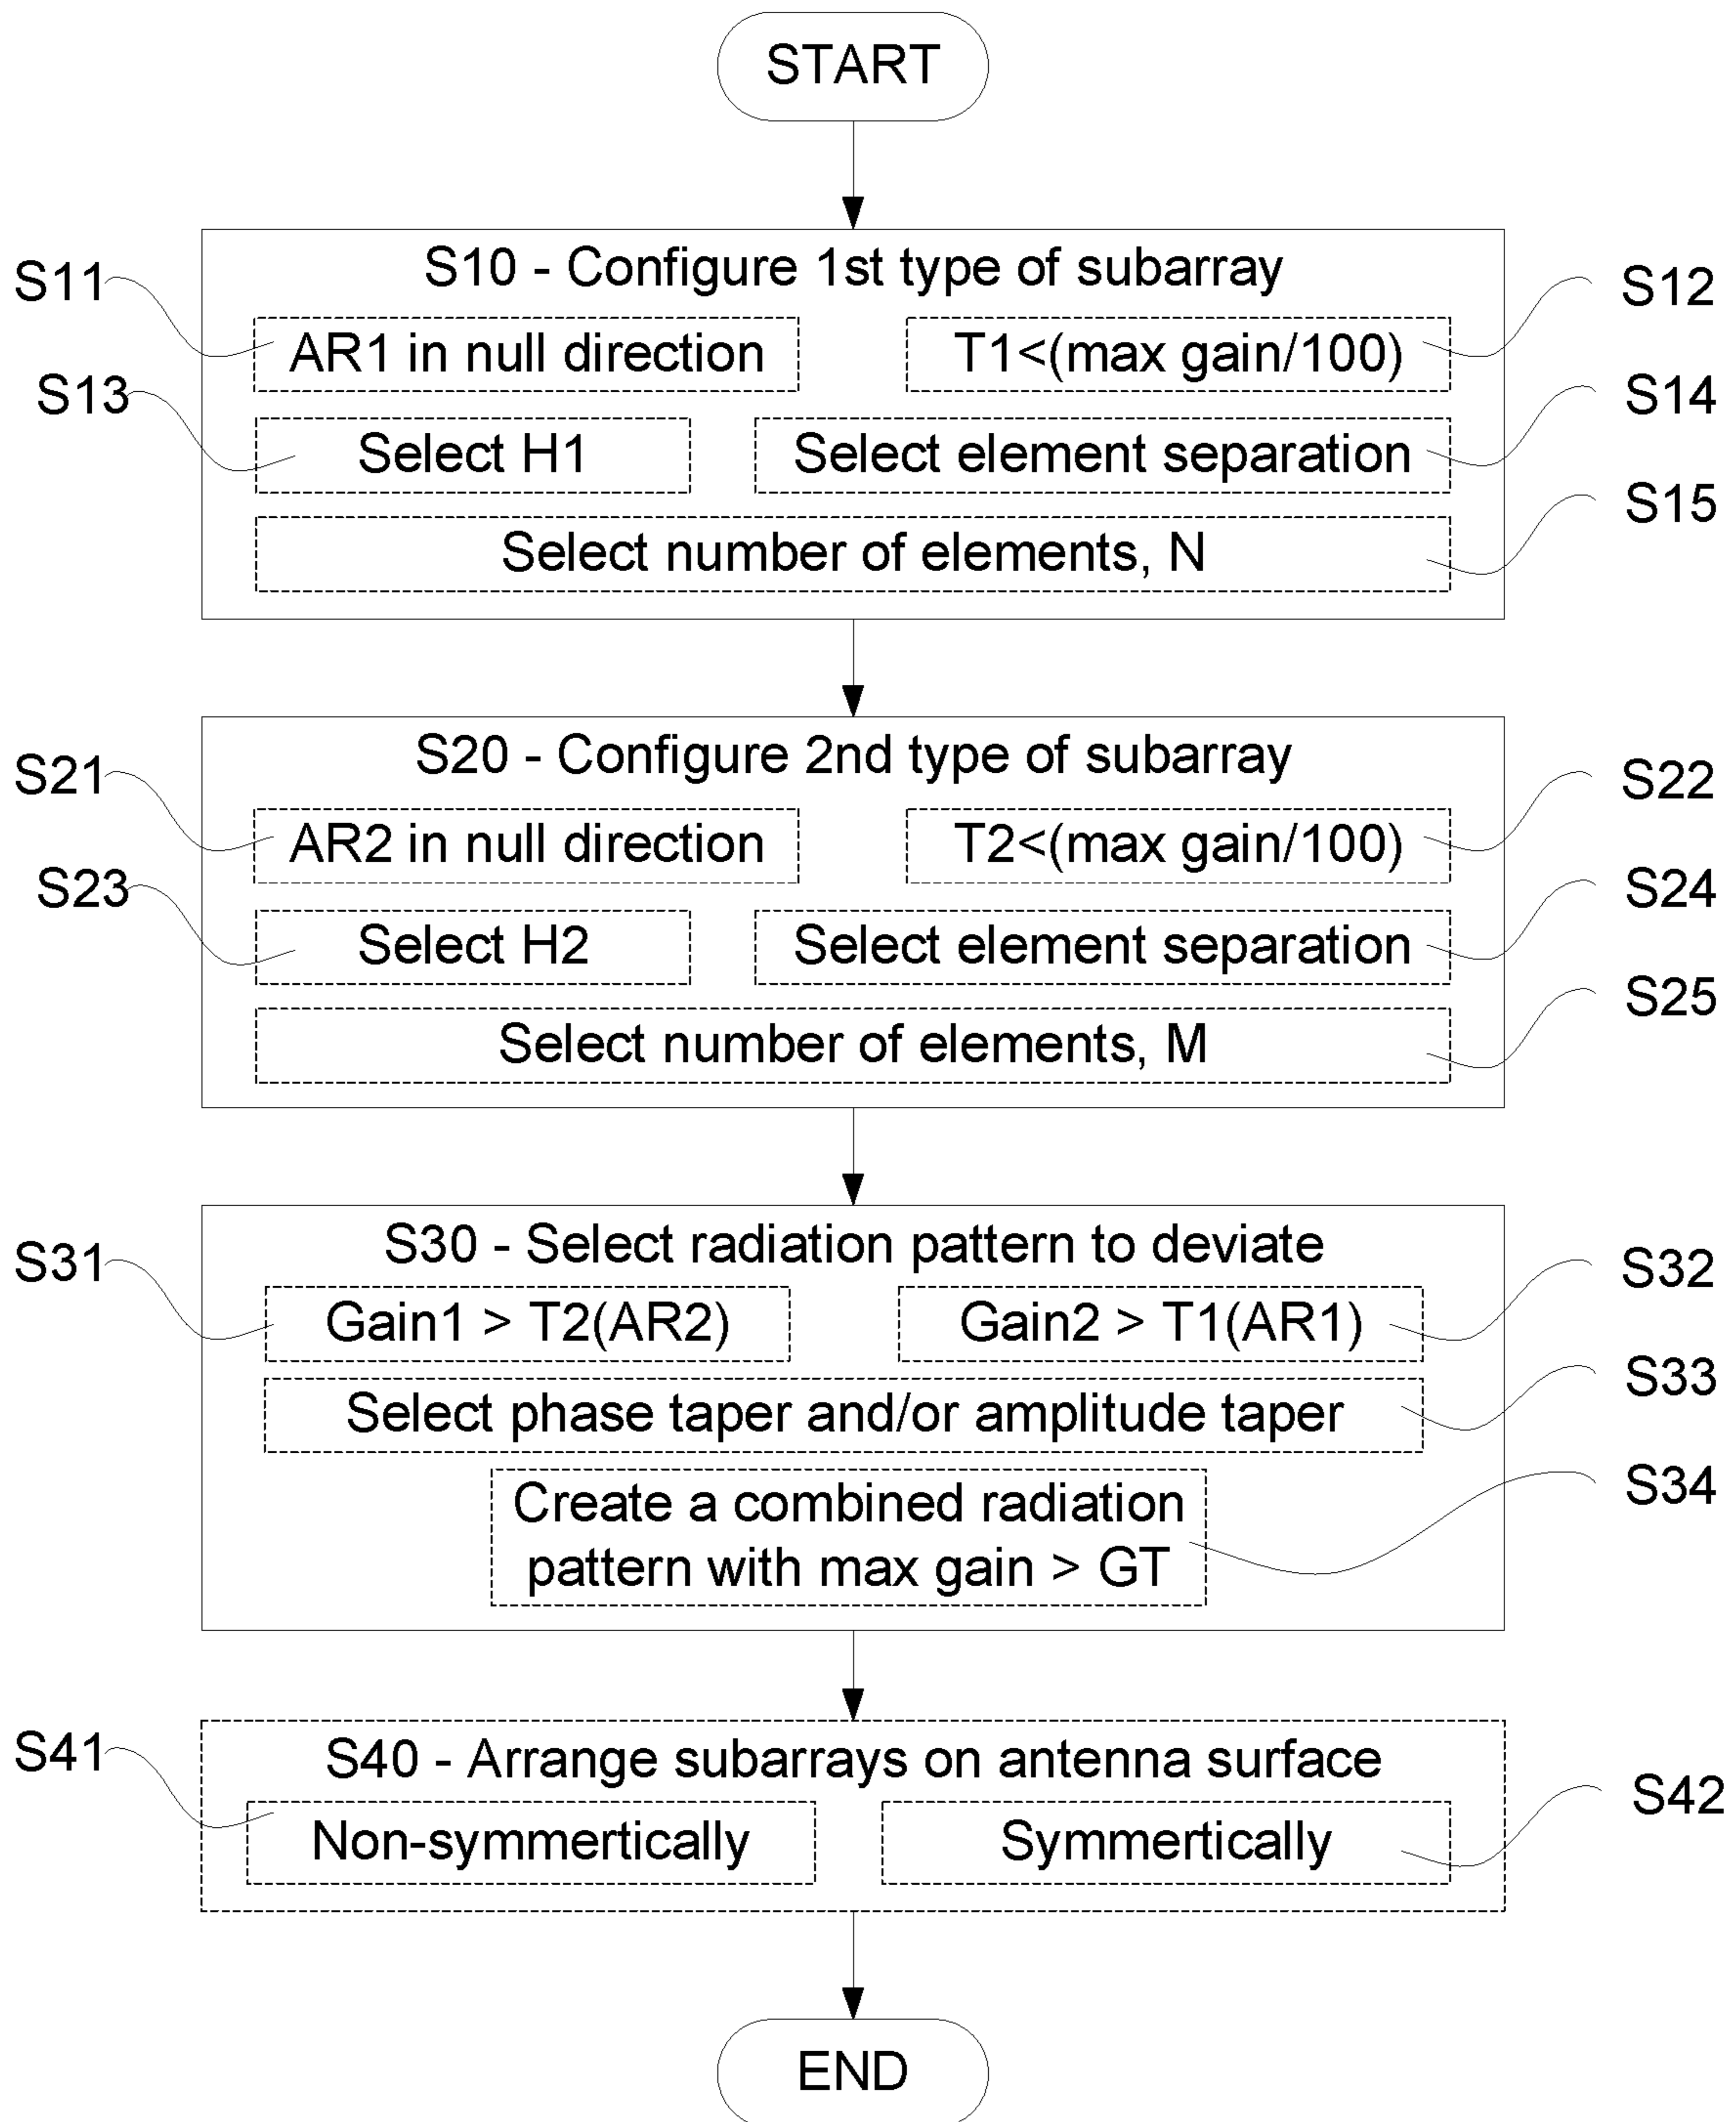 START
S10 - Configure 1st type of subarray
S11
AR1 in null direction
T1<(max gain/100)
S12
S13
Select H1
Select element separation
S14
Select number of elements, N
S15
S20 - Configure 2nd type of subarray
S21
AR2 in null direction
T2<(max gain/100)
S22
S23
Select H2
Select element separation
S24
Select number of elements, M
S25
S30 - Select radiation pattern to deviate
S31
Gain1 > T2(AR2)
Gain2 > T1(AR1)
S32
Select phase taper and/or amplitude taper
S33
Create a combined radiation
pattern with max gain > GT
S34
S40 - Arrange subarrays on antenna surface
S41
Non-symmertically
Symmertically
S42
END